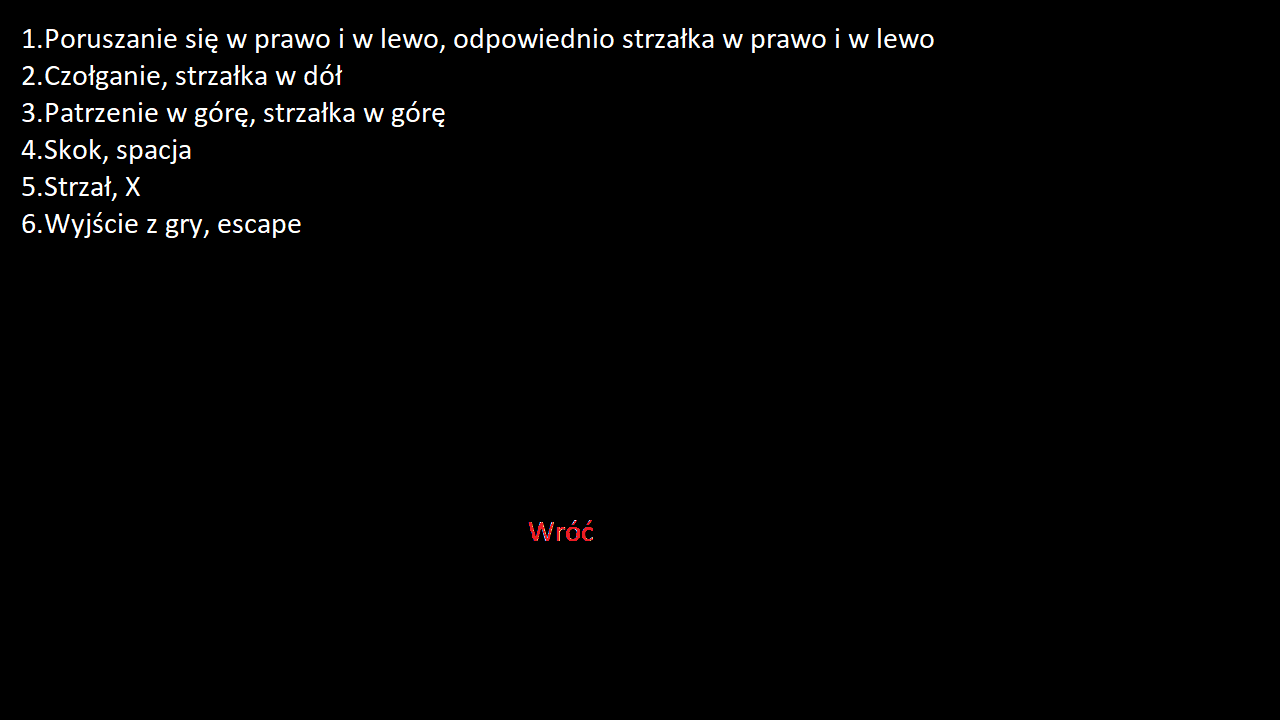 1.Poruszanie się w prawo i w lewo, odpowiednio strzałka w prawo i w lewo
2.Czołganie, strzałka w dół
3.Patrzenie w górę, strzałka w górę
4.Skok, spacja
5.Strzał, X
6.Wyjście z gry, escape
Wróć